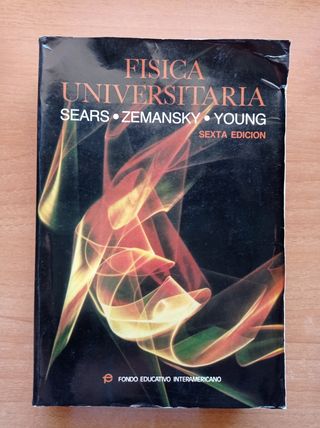 FISICA
UNIVERSITARIA
SEARS • ZEMANSKY • YOUNG
SEXTA EDICION
FONDO EDUCATIVO INTERAMERICANO